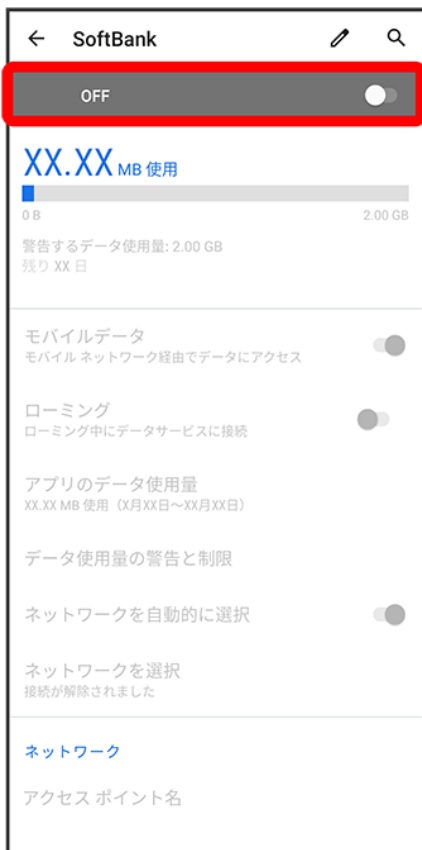 SoftBank
OFF
XX.XX MB 使用
0 B 2.00 GB
警告するデータ使用量: 2.00 GB
残り XX 日
モバイルデータ
モバイル ネットワーク経由でデータにアクセス
ローミング
ローミング中にデータサービスに接続
アプリのデータ使用量
XX.XX MB 使用（X月XX日～XX月XX日）
データ使用量の警告と制限
ネットワークを自動的に選択
ネットワークを選択
接続が解除されました
ネットワーク
アクセス ポイント名